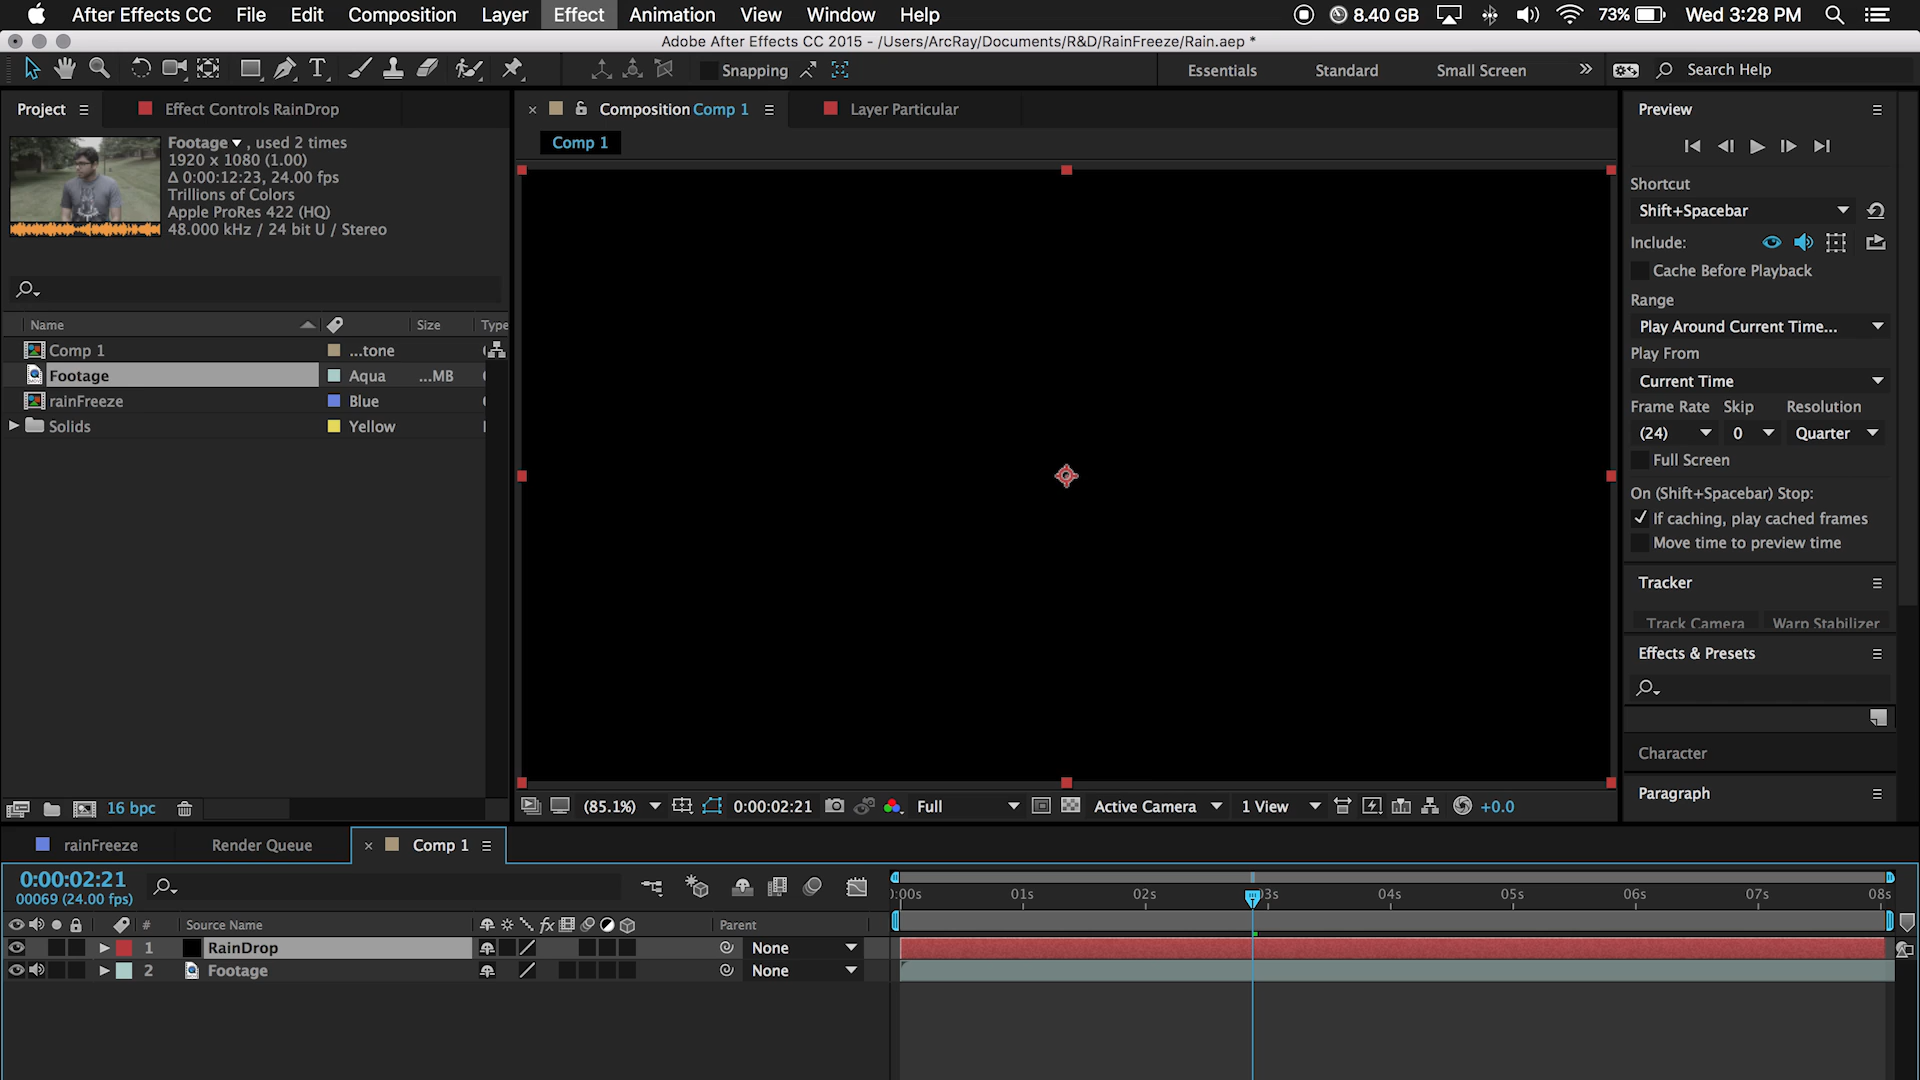 After Effects CC File Edit Composition Layer Effect Animation View Window Help 8.40 GB 73% Wed 3:28 PM
Adobe After Effects CC 2015 - /Users/ArcRay/Documents/R&D/RainFreeze/Rain.aep *
T Snapping Essentials Standard Small Screen >> Search Help
Project Effect Controls RainDrop × Composition Comp 1 Layer Particular Preview
Footage , used 2 times
1920 x 1080 (1.00)
Δ 0:00:12:23, 24.00 fps
Trillions of Colors
Apple ProRes 422 (HQ)
48.000 kHz / 24 bit U / Stereo
Comp 1
Shortcut
Shift+Spacebar
Include:
Cache Before Playback
Range
Play Around Current Time...
Play From
Current Time
Frame Rate Skip Resolution
(24) 0 Quarter
Full Screen
On (Shift+Spacebar) Stop:
If caching, play cached frames
Move time to preview time
Tracker
Track Camera Warp Stabilizer
Effects & Presets
Character
Paragraph
Name Size Type
Comp 1 ...tone
Footage Aqua ...MB
rainFreeze Blue
Solids Yellow
16 bpc
(85.1%) 0:00:02:21 Full Active Camera 1 View +0.0
rainFreeze Render Queue × Comp 1
0:00:02:21
00069 (24.00 fps)
):00s 01s 02s 03s 04s 05s 06s 07s 08s
# Source Name fx Parent
1 RainDrop None
2 Footage None